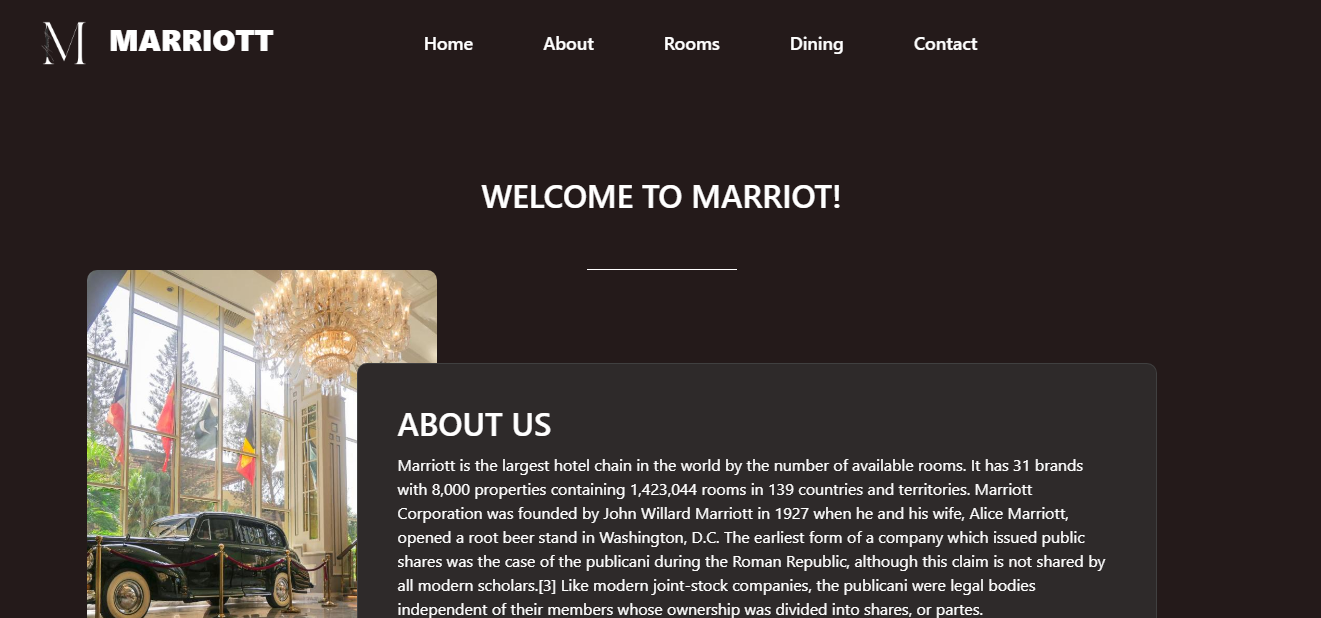 M MARRIOTT
Home About Rooms Dining Contact
WELCOME TO MARRIOT!
ABOUT US
Marriott is the largest hotel chain in the world by the number of available rooms. It has 31 brands
with 8,000 properties containing 1,423,044 rooms in 139 countries and territories. Marriott
Corporation was founded by John Willard Marriott in 1927 when he and his wife, Alice Marriott,
opened a root beer stand in Washington, D.C. The earliest form of a company which issued public
shares was the case of the publicani during the Roman Republic, although this claim is not shared by
all modern scholars.[3] Like modern joint-stock companies, the publicani were legal bodies
independent of their members whose ownership was divided into shares, or partes.